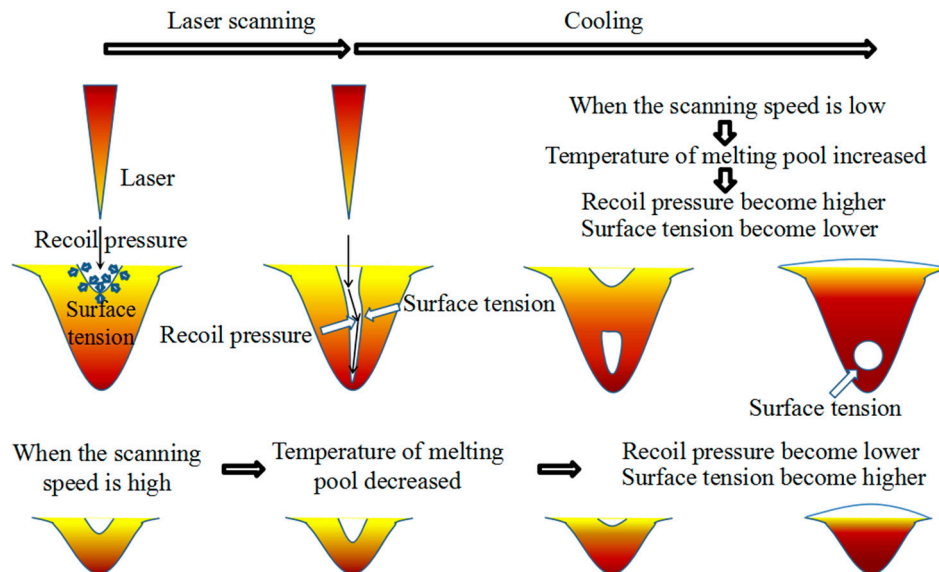 Laser scanning
Cooling
When the scanning speed is low
Temperature of melting pool increased
Recoil pressure become higher
Surface tension become lower
Laser
Recoil pressure
Surface
tension
Recoil pressure
Surface tension
Surface tension
When the scanning
speed is high
Temperature of melting
pool decreased
Recoil pressure become lower
Surface tension become higher